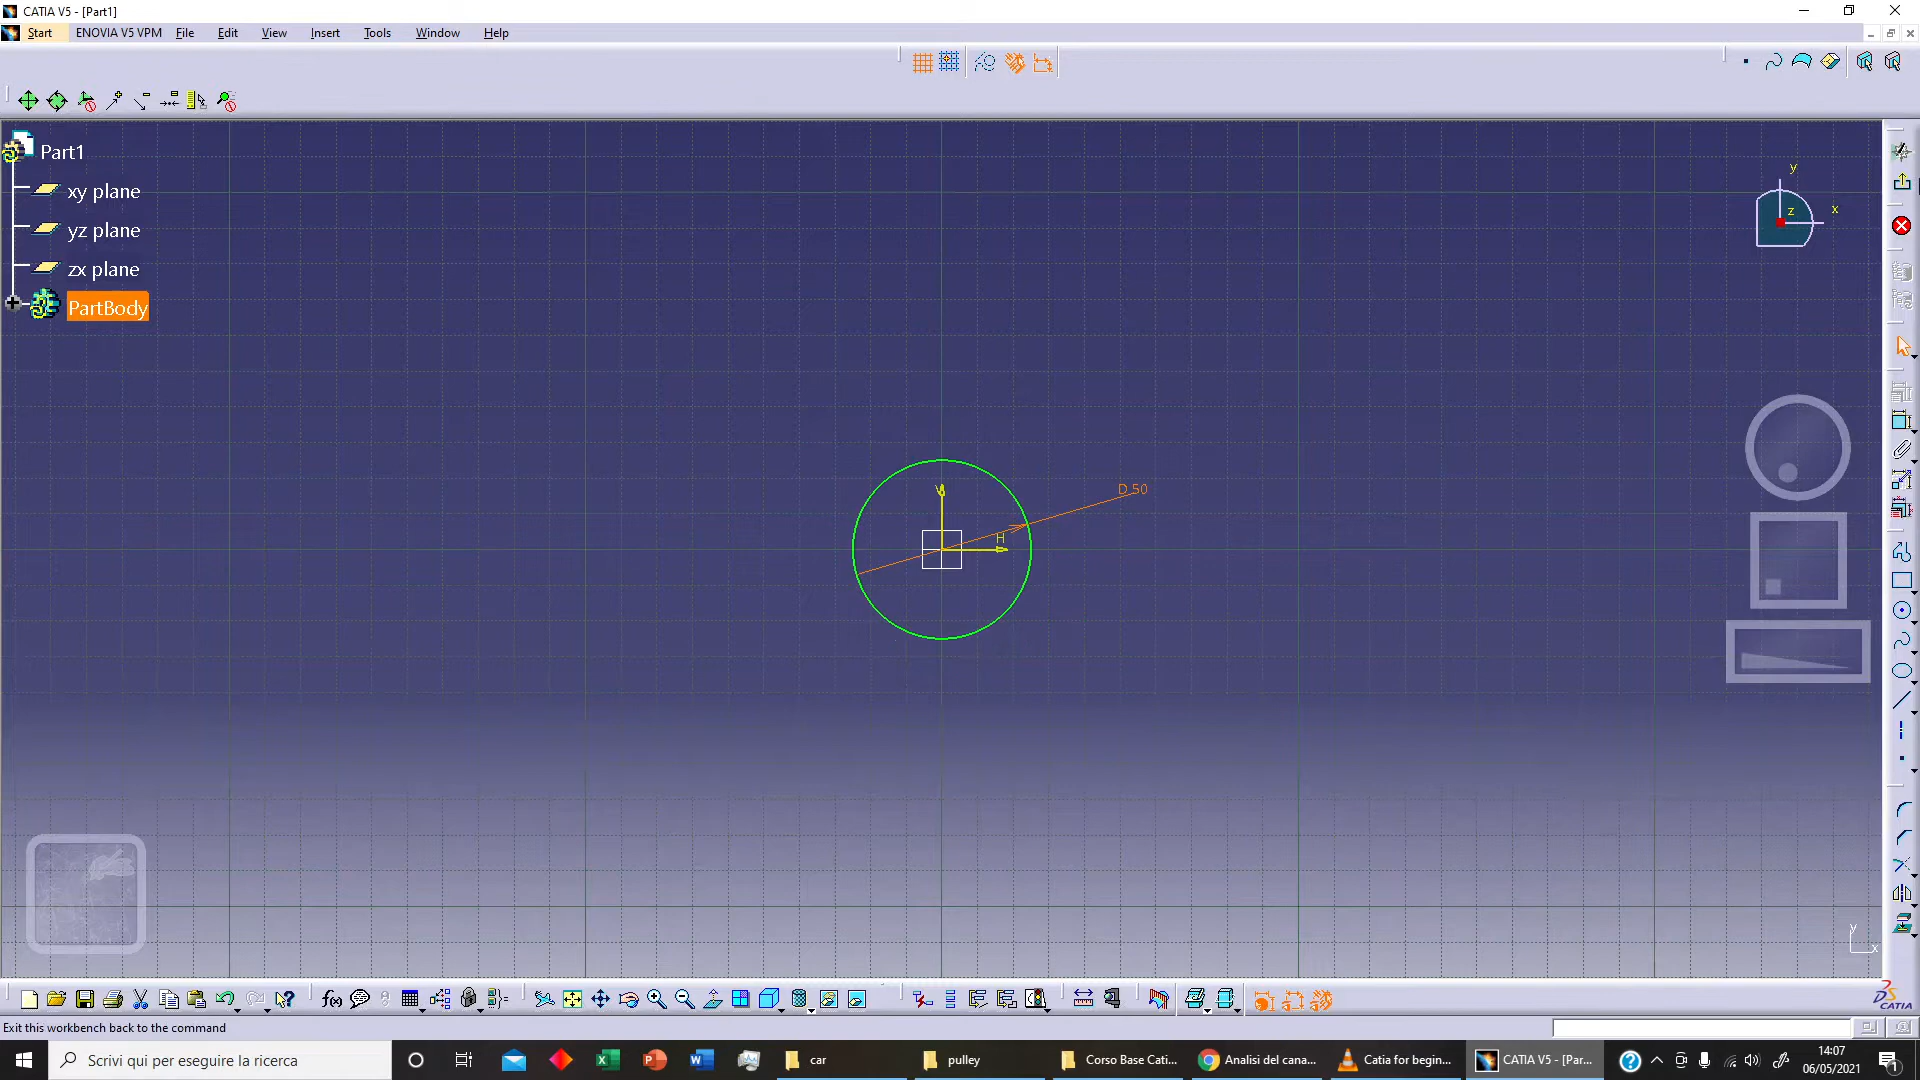 CATIA V5 - [Part1]
Start ENOVIA V5 VPM File Edit View Insert Tools Window Help
Part1
xy plane
yz plane
zx plane
PartBody
y
x
z
D 50
V
H
y
x
f(x)
CATIA
Exit this workbench back to the command
Scrivi qui per eseguire la ricerca
car
pulley
Corso Base Cati...
Analisi del cana...
Catia for begin...
CATIA V5 - [Par...
14:07
06/05/2021
1